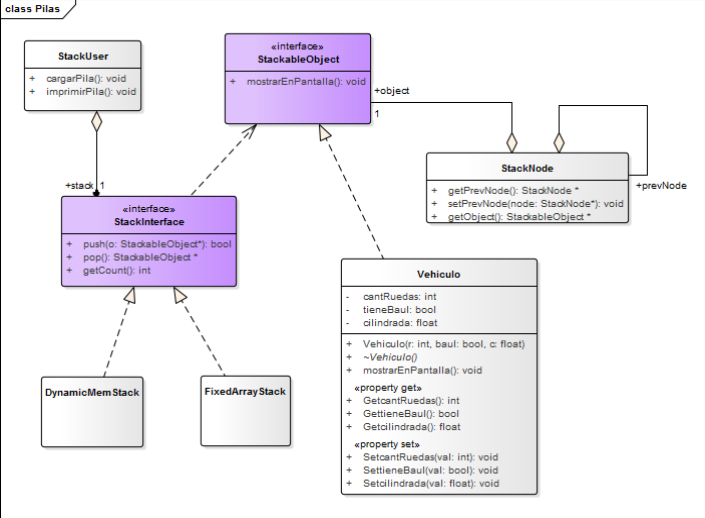 class Pilas
StackUser
+ cargarPila(): void
+ imprimirPila(): void
«interface»
StackableObject
+ mostrarEnPantalla(): void
+object
1
StackNode
+ getPrevNode(): StackNode *
+ setPrevNode(node: StackNode*): void
+ getObject(): StackableObject *
+prevNode
+stack 1
«interface»
StackInterface
+ push(o: StackableObject*): bool
+ pop(): StackableObject *
+ getCount(): int
DynamicMemStack
FixedArrayStack
Vehiculo
- cantRuedas: int
- tieneBaul: bool
- cilindrada: float
+ Vehiculo(r: int, baul: bool, c: float)
+ ~Vehiculo()
+ mostrarEnPantalla(): void
«property get»
+ GetcantRuedas(): int
+ GettieneBaul(): bool
+ Getcilindrada(): float
«property set»
+ SetcantRuedas(val: int): void
+ SettieneBaul(val: bool): void
+ Setcilindrada(val: float): void